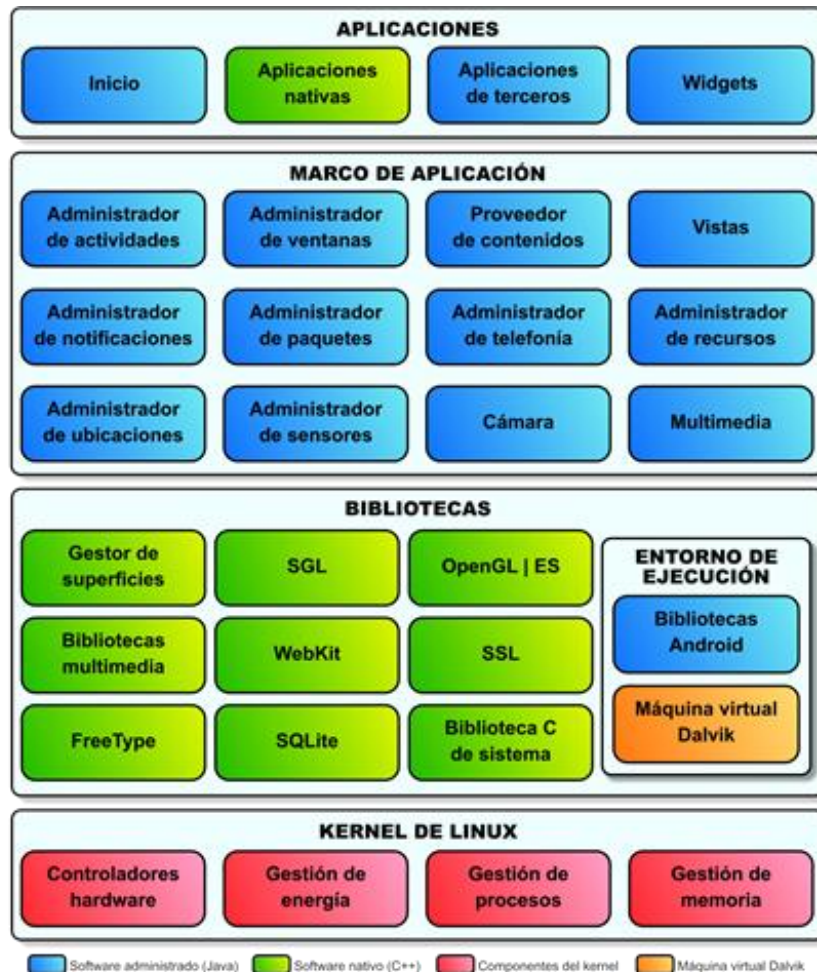 APLICACIONES
Inicio
Aplicaciones
nativas
Aplicaciones
de terceros
Widgets
MARCO DE APLICACIÓN
Administrador
de actividades
Administrador
de ventanas
Proveedor
de contenidos
Vistas
Administrador
de notificaciones
Administrador
de paquetes
Administrador
de telefonía
Administrador
de recursos
Administrador
de ubicaciones
Administrador
de sensores
Cámara
Multimedia
BIBLIOTECAS
Gestor de
superficies
SGL
OpenGL | ES
Bibliotecas
multimedia
WebKit
SSL
FreeType
SQLite
Biblioteca C
de sistema
ENTORNO DE
EJECUCIÓN
Bibliotecas
Android
Máquina virtual
Dalvik
KERNEL DE LINUX
Controladores
hardware
Gestión de
energía
Gestión de
procesos
Gestión de
memoria
Software administrado (Java)
Software nativo (C++)
Componentes del kernel
Máquina virtual Dalvik